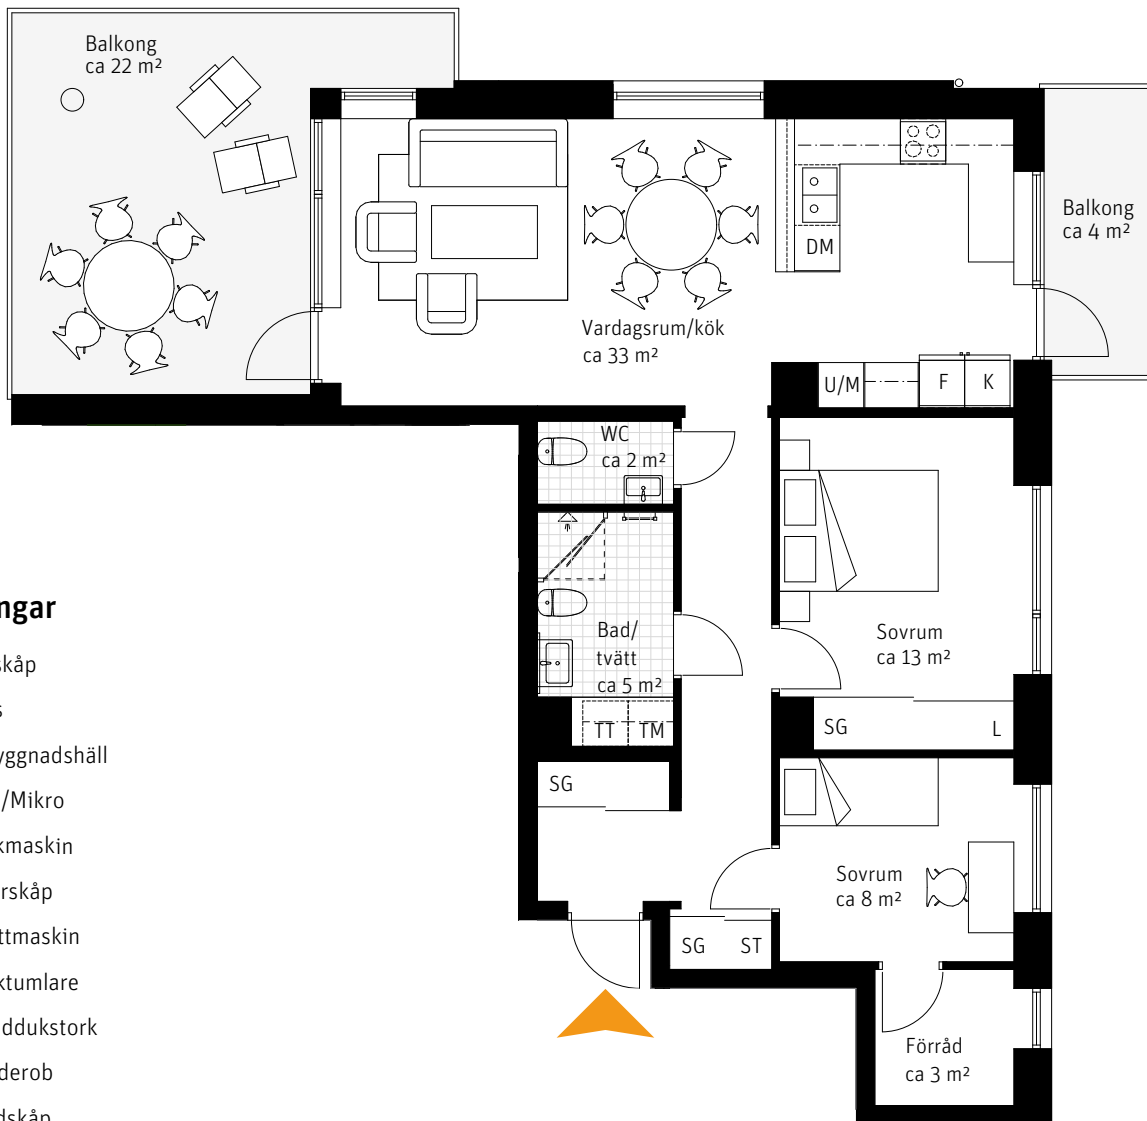 Balkong
ca 22 m²
Balkong
ca 4 m²
DM
Vardagsrum/kök
ca 33 m²
U/M
F
K
WC
ca 2 m²
Bad/
tvätt
ca 5 m²
TT
TM
Sovrum
ca 13 m²
SG
L
SG
Sovrum
ca 8 m²
SG
ST
Förråd
ca 3 m²
ngar
skåp
s
yggnadshäll
/Mikro
kmaskin
rskåp
ttmaskin
ktumlare
ddukstork
derob
dskåp